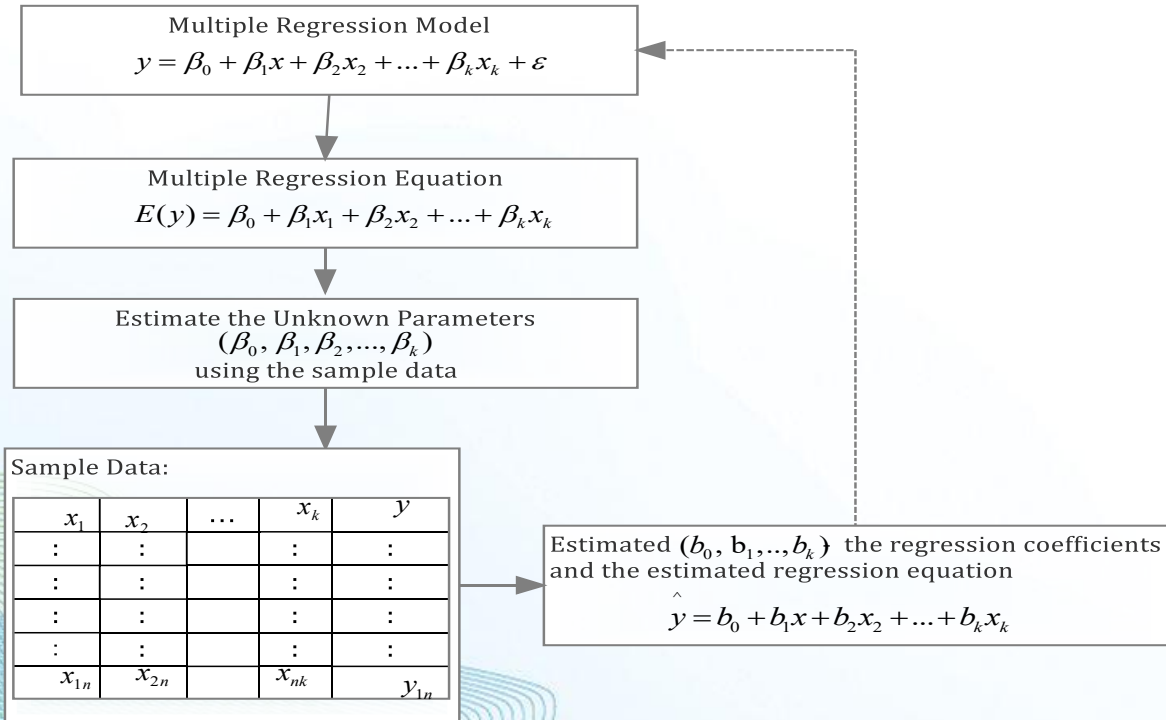 Multiple Regression Model
y = β₀ + β₁x + β₂x₂ + ... + βₖxₖ + ε
Multiple Regression Equation
E(y) = β₀ + β₁x₁ + β₂x₂ + ... + βₖxₖ
Estimate the Unknown Parameters
(β₀, β₁, β₂,..., βₖ)
using the sample data
Sample Data:
x₁ x₂ ... xₖ y
: : : :
: : : :
: : : :
: : : :
x₁ₙ x₂ₙ xₙₖ y₁ₙ
Estimated (b₀, b₁,.., bₖ) the regression coefficients
and the estimated regression equation
ŷ = b₀ + b₁x + b₂x₂ + ... + bₖxₖ